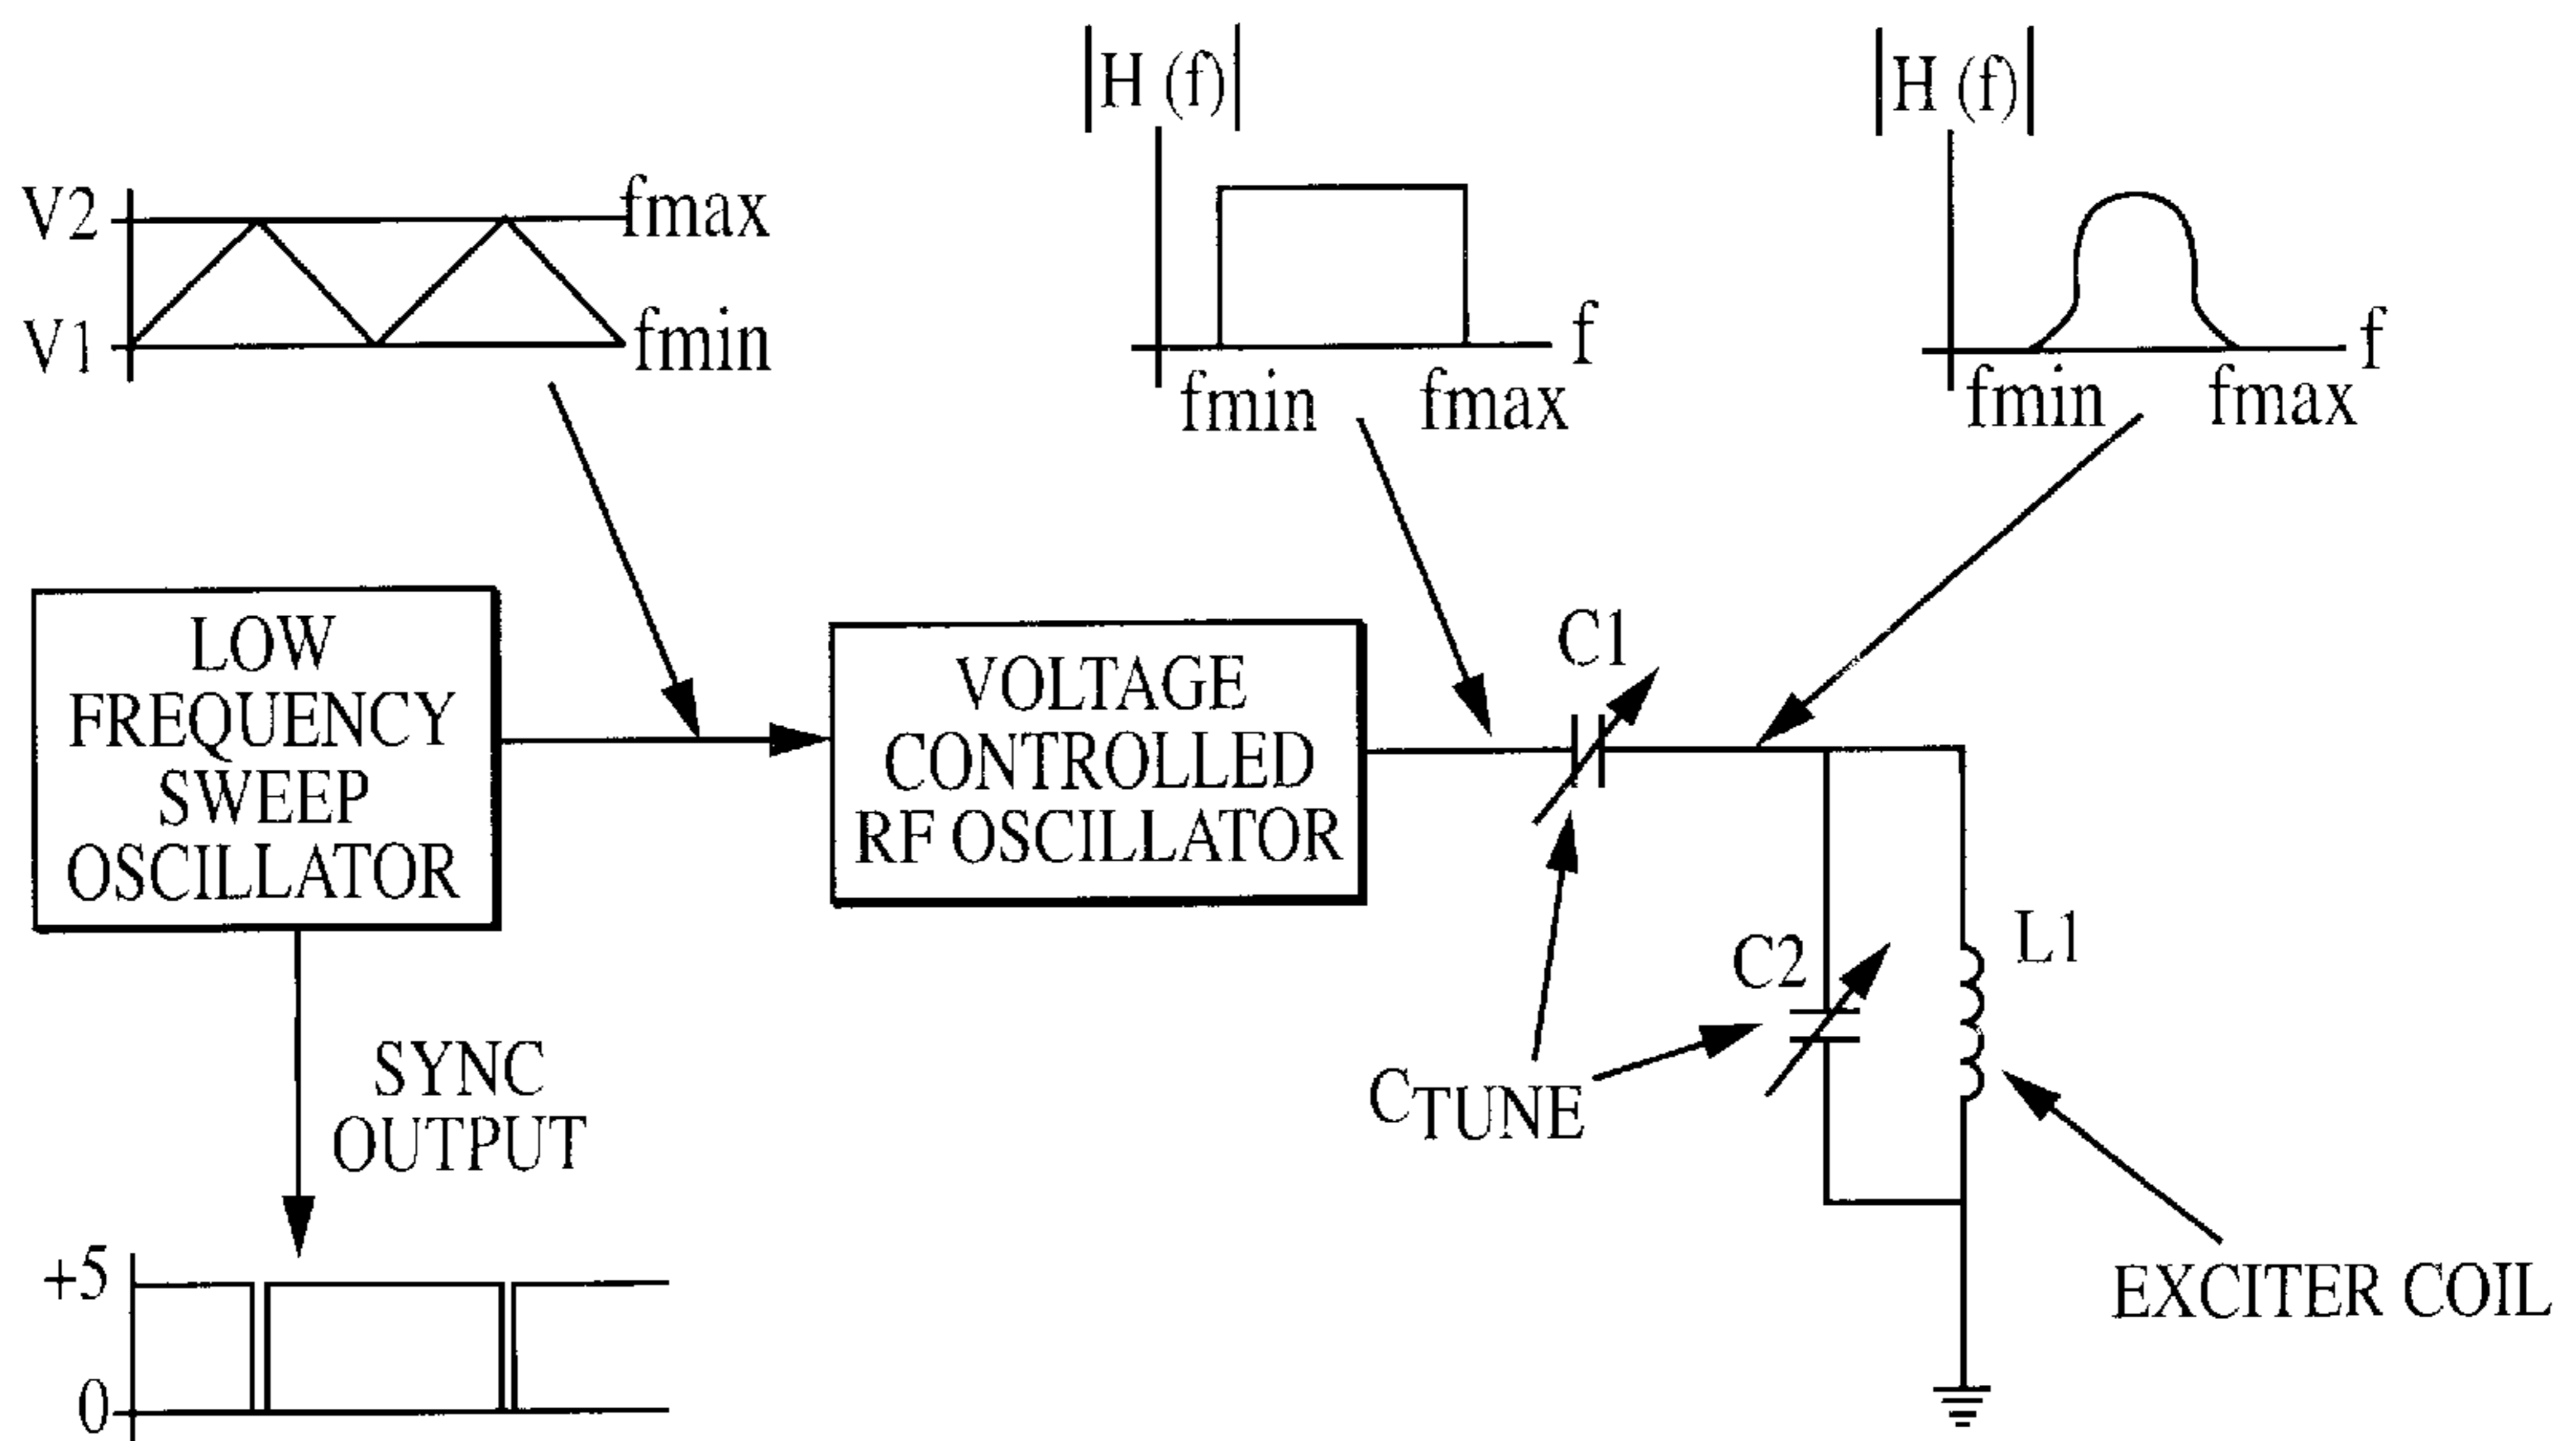 V2
fmax
V1
fmin
|H (f)|
f
fmin
fmax
|H (f)|
f
fmin
fmax
LOW
FREQUENCY
SWEEP
OSCILLATOR
VOLTAGE
CONTROLLED
RF OSCILLATOR
C1
C2
L1
CTUNE
EXCITER COIL
SYNC
OUTPUT
+5
0